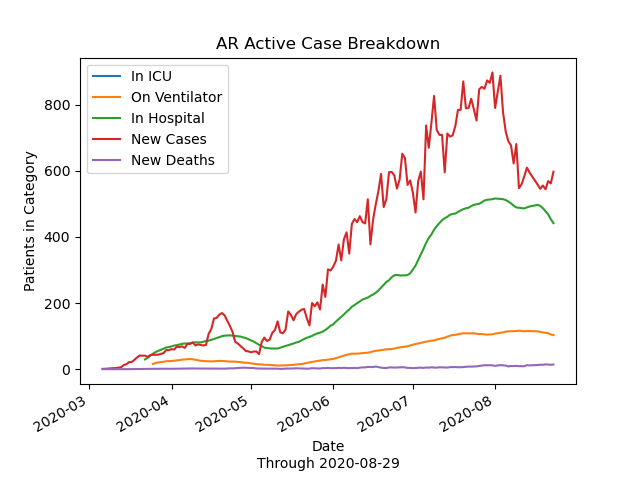 AR Active Case Breakdown
In ICU
On Ventilator
In Hospital
New Cases
New Deaths
Patients in Category
800
600
400
200
0
2020-03
2020-04
2020-05
2020-06
2020-07
2020-08
Date
Through 2020-08-29